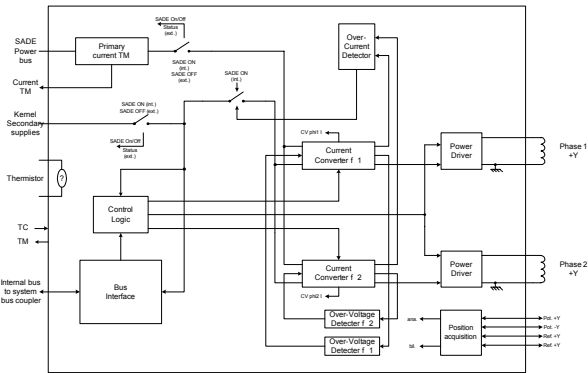 SADE
Power
bus
Primary
current TM
SADE On/Off
Status
(ext.)
SADE ON
(int.)
SADE OFF
(ext.)
SADE ON
(int.)
Over-
Current
Detector
Current
TM
Kernel
Secondary
supplies
SADE ON (int.)
SADE OFF (ext.)
SADE On/Off
Status
(ext.)
CV phi1 I
Current
Converter f 1
Power
Driver
Phase 1
+Y
Thermistor
?
Control
Logic
TC
TM
Current
Converter f 2
CV phi2 I
Power
Driver
Phase 2
+Y
Internal bus
to system
bus coupler
Bus
Interface
Over-Voltage
Detecter f 2
Over-Voltage
Detecter f 1
ana.
bil.
Position
acquisition
Pot. +Y
Pot. -Y
Ref. +Y
Ref. +Y